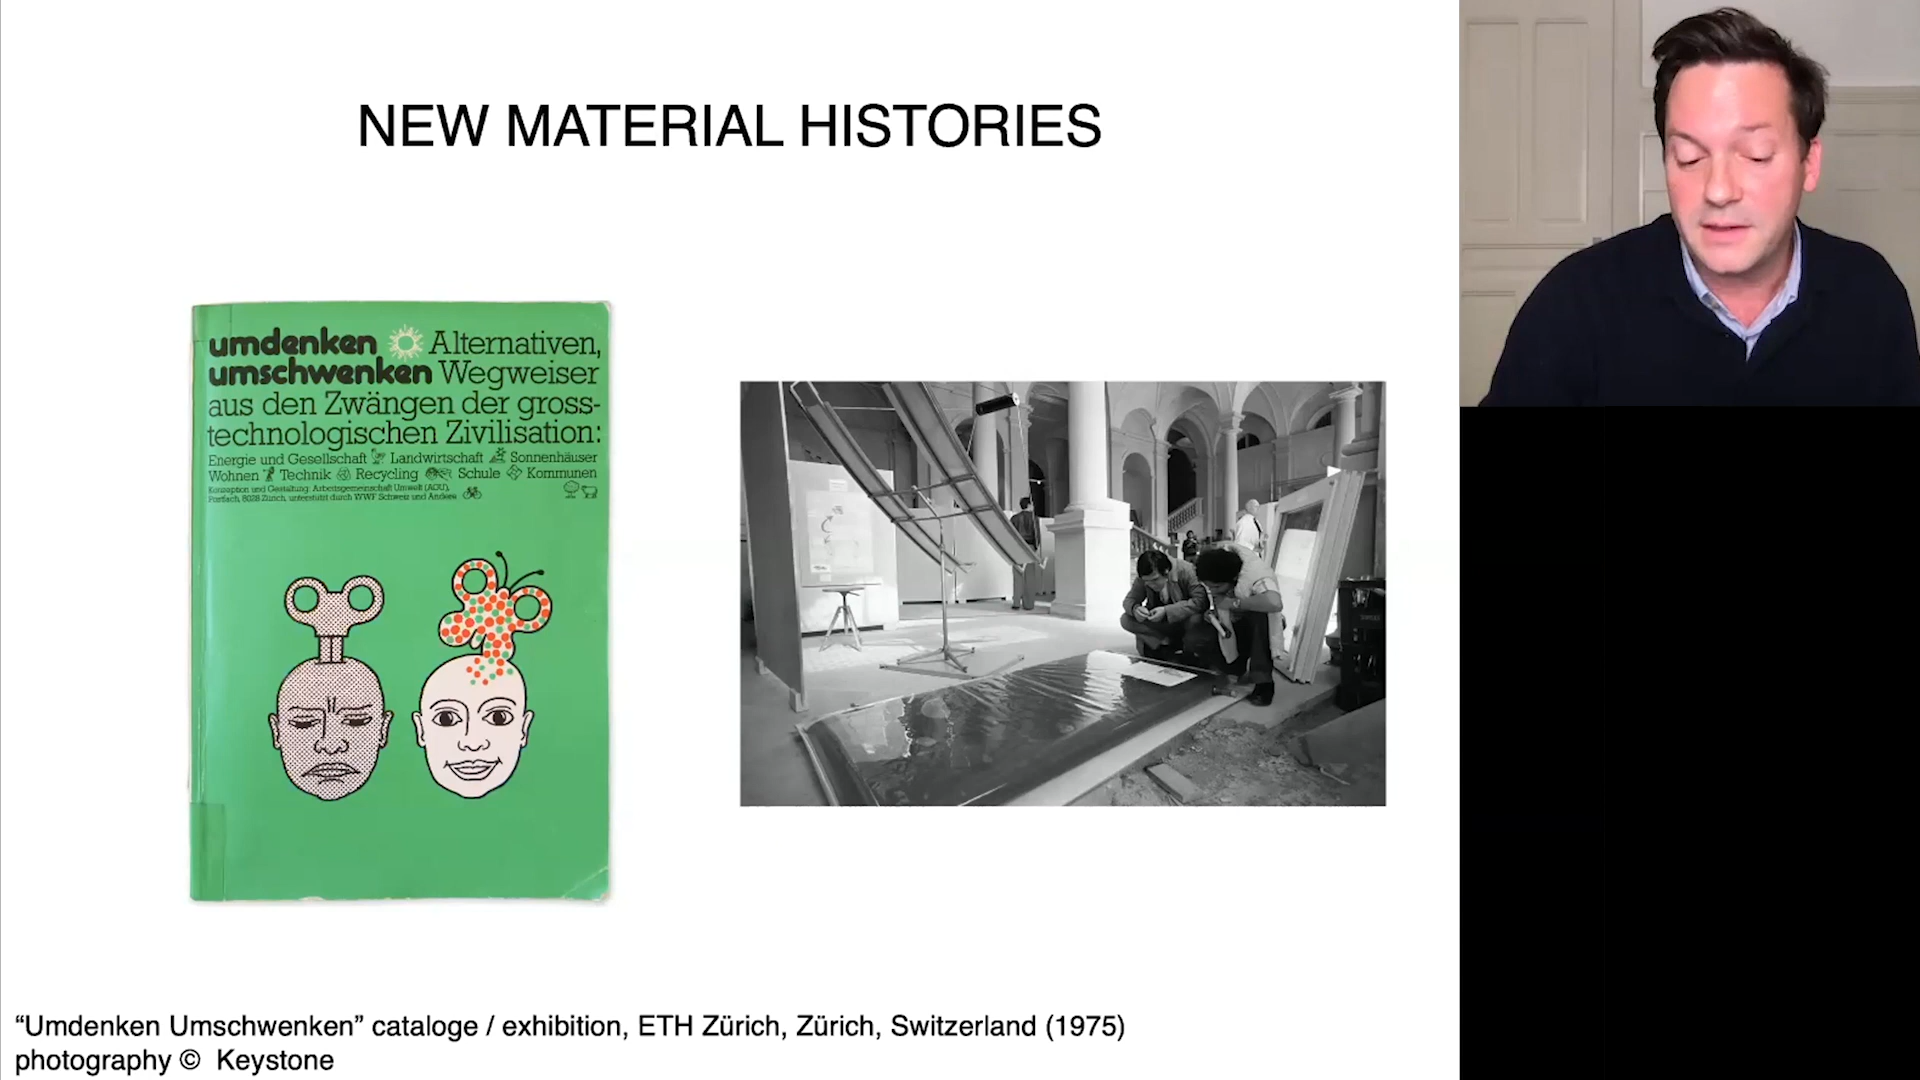 NEW MATERIAL HISTORIES
umdenken Alternativen,
umschwenken Wegweiser
aus den Zwängen der gross-
technologischen Zivilisation:
Energie und Gesellschaft Landwirtschaft Sonnenhäuser
Wohnen Technik Recycling Schule Kommunen
Konzeption und Gestaltung: Arbeitsgemeinschaft Umwelt (AGU),
Postfach, 8028 Zürich, unterstützt durch WWF Schweiz und Andere
“Umdenken Umschwenken” cataloge / exhibition, ETH Zürich, Zürich, Switzerland (1975)
photography © Keystone